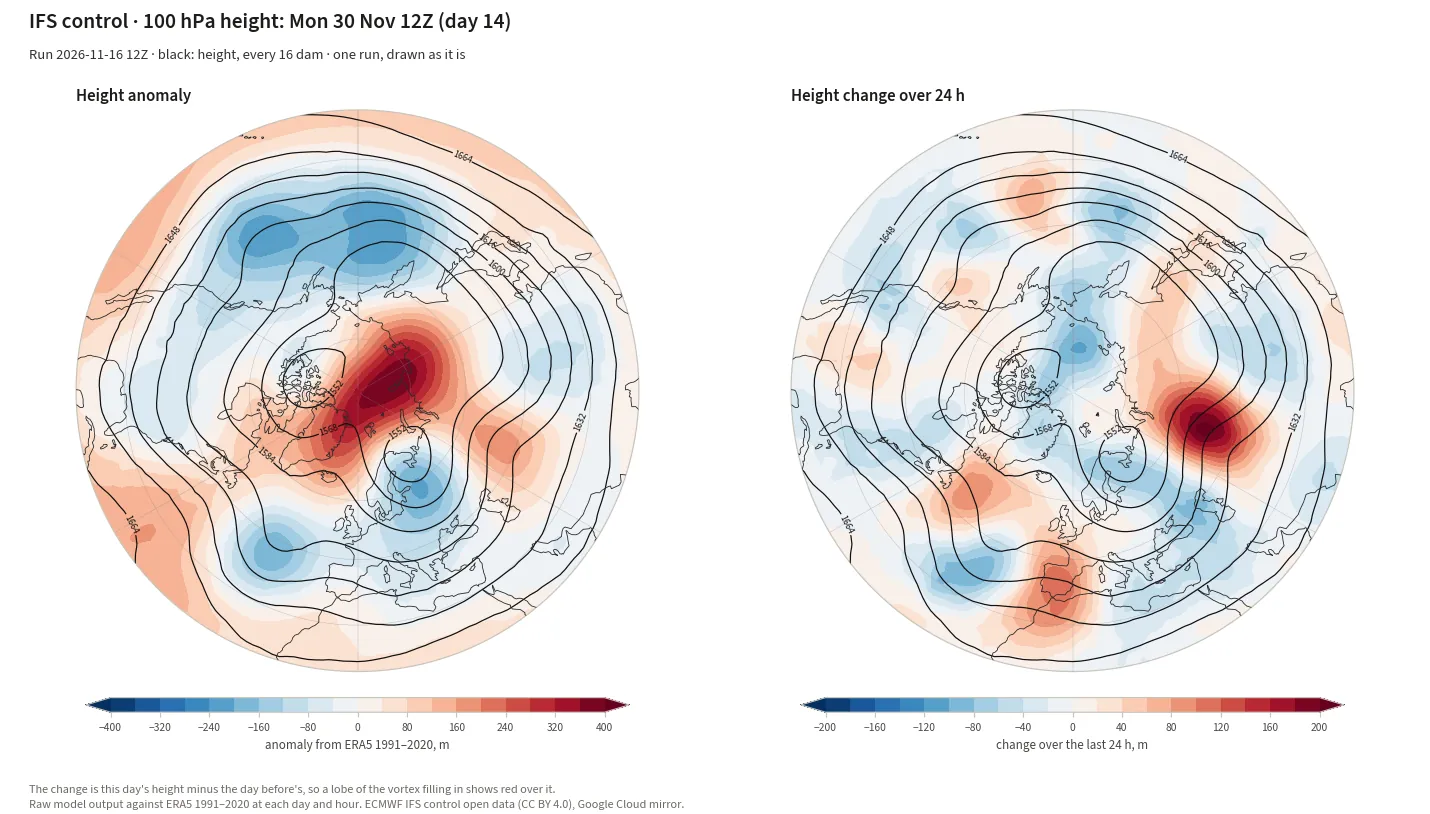 IFS control · 100 hPa height: Mon 30 Nov 12Z (day 14)
Run 2026-11-16 12Z · black: height, every 16 dam · one run, drawn as it is
Height anomaly
Height change over 24 h
1664
1648
1616
1600
1552
1568
1552
1584
1632
1664
1664
1648
1616
1600
1552
1568
1552
1584
1632
1664
−400 −320 −240 −160 −80 0 80 160 240 320 400
anomaly from ERA5 1991–2020, m
−200 −160 −120 −80 −40 0 40 80 120 160 200
change over the last 24 h, m
The change is this day's height minus the day before's, so a lobe of the vortex filling in shows red over it.
Raw model output against ERA5 1991–2020 at each day and hour. ECMWF IFS control open data (CC BY 4.0), Google Cloud mirror.